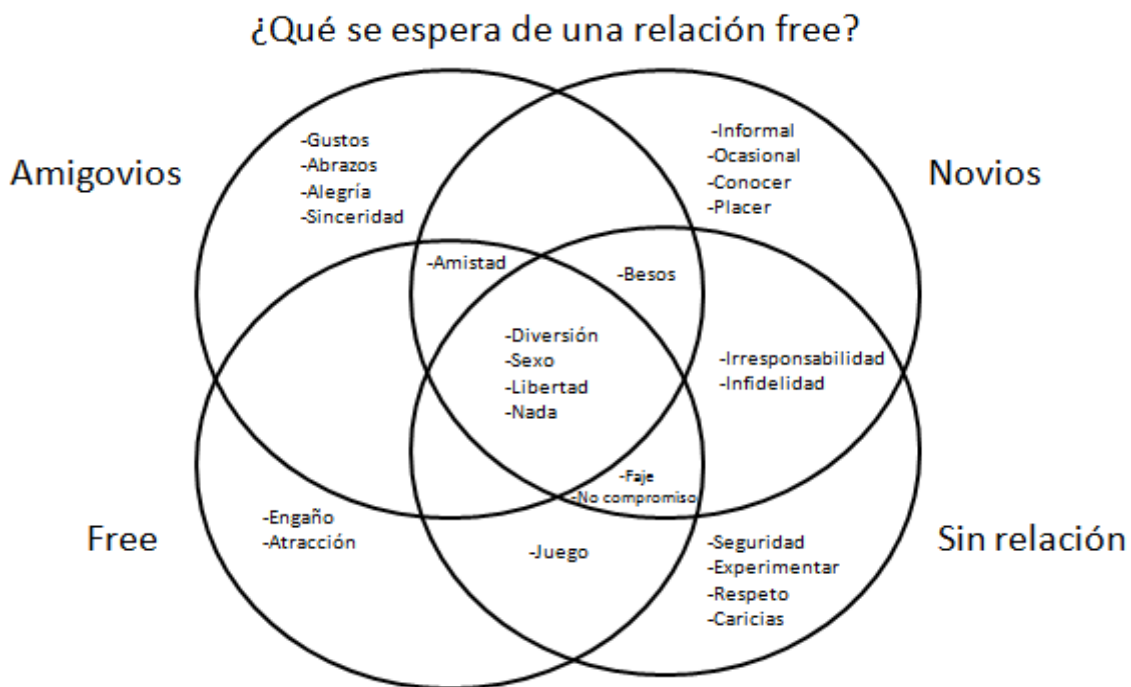 ¿Qué se espera de una relación free?
Amigovios
-Gustos
-Abrazos
-Alegría
-Sinceridad
-Informal
-Ocasional
-Conocer
-Placer
Novios
-Amistad
-Besos
-Diversión
-Sexo
-Libertad
-Nada
-Irresponsabilidad
-Infidelidad
-Faje
-No compromiso
Free
-Engaño
-Atracción
-Juego
-Seguridad
-Experimentar
-Respeto
-Caricias
Sin relación